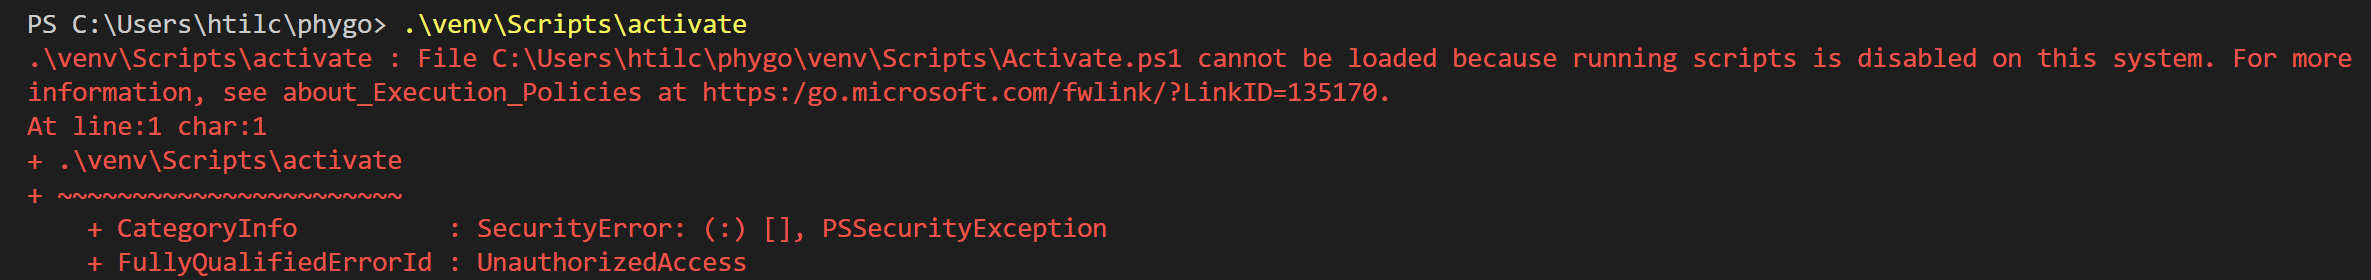 PS C:\Users\htilc\phygo> .\venv\Scripts\activate
.\venv\Scripts\activate : File C:\Users\htilc\phygo\venv\Scripts\Activate.ps1 cannot be loaded because running scripts is disabled on this system. For more
information, see about_Execution_Policies at https:/go.microsoft.com/fwlink/?LinkID=135170.
At line:1 char:1
+ .\venv\Scripts\activate
+ ~~~~~~~~~~~~~~~~~~~~~~~
    + CategoryInfo          : SecurityError: (:) [], PSSecurityException
    + FullyQualifiedErrorId : UnauthorizedAccess